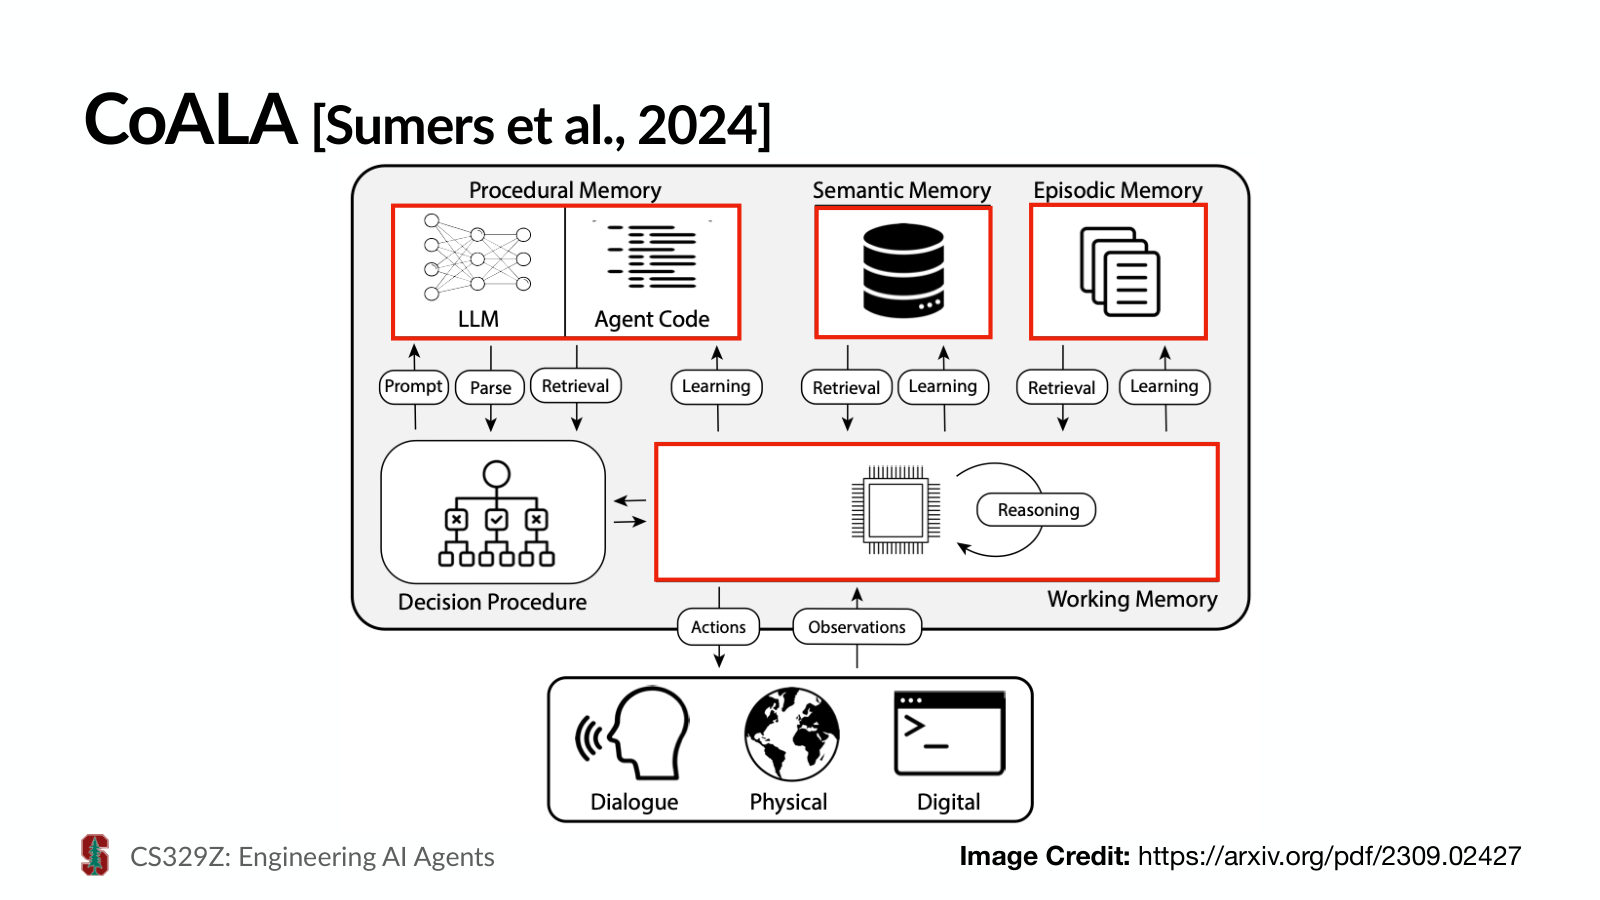 CoALA [Sumers et al., 2024]
Procedural Memory
Semantic Memory
Episodic Memory
LLM
Agent Code
Prompt
Parse
Retrieval
Learning
Retrieval
Learning
Retrieval
Learning
Reasoning
Decision Procedure
Working Memory
Actions
Observations
>_
Dialogue
Physical
Digital
S
CS329Z: Engineering AI Agents
Image Credit: https://arxiv.org/pdf/2309.02427